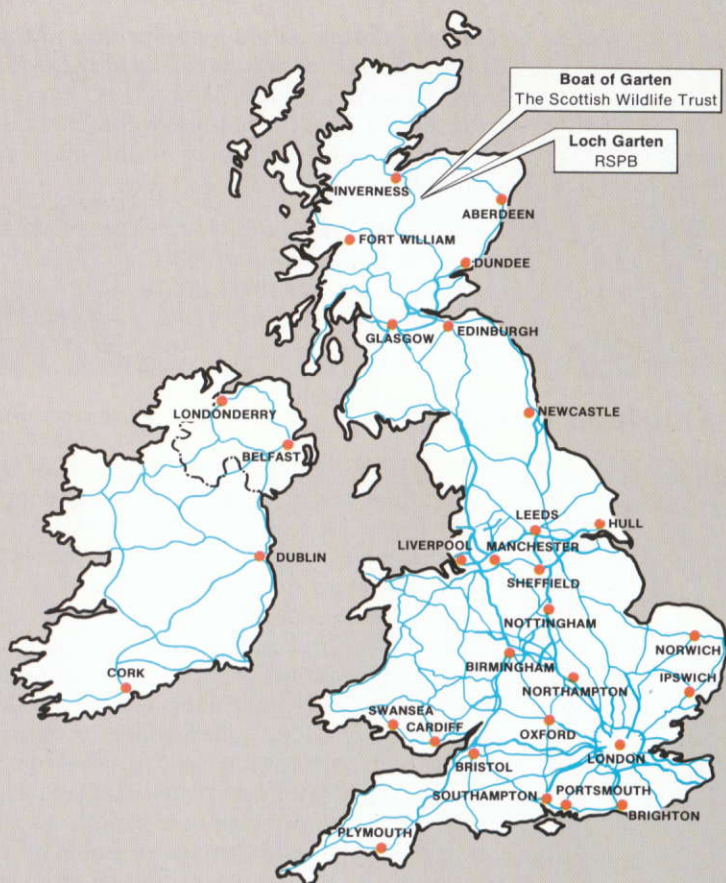 Boat of Garten
The Scottish Wildlife Trust
Loch Garten
RSPB
INVERNESS
ABERDEEN
FORT WILLIAM
DUNDEE
GLASGOW
EDINBURGH
LONDONDERRY
NEWCASTLE
BELFAST
LEEDS
HULL
LIVERPOOL
MANCHESTER
DUBLIN
SHEFFIELD
NOTTINGHAM
NORWICH
BIRMINGHAM
CORK
NORTHAMPTON
IPSWICH
SWANSEA
CARDIFF
OXFORD
LONDON
BRISTOL
SOUTHAMPTON
PORTSMOUTH
BRIGHTON
PLYMOUTH